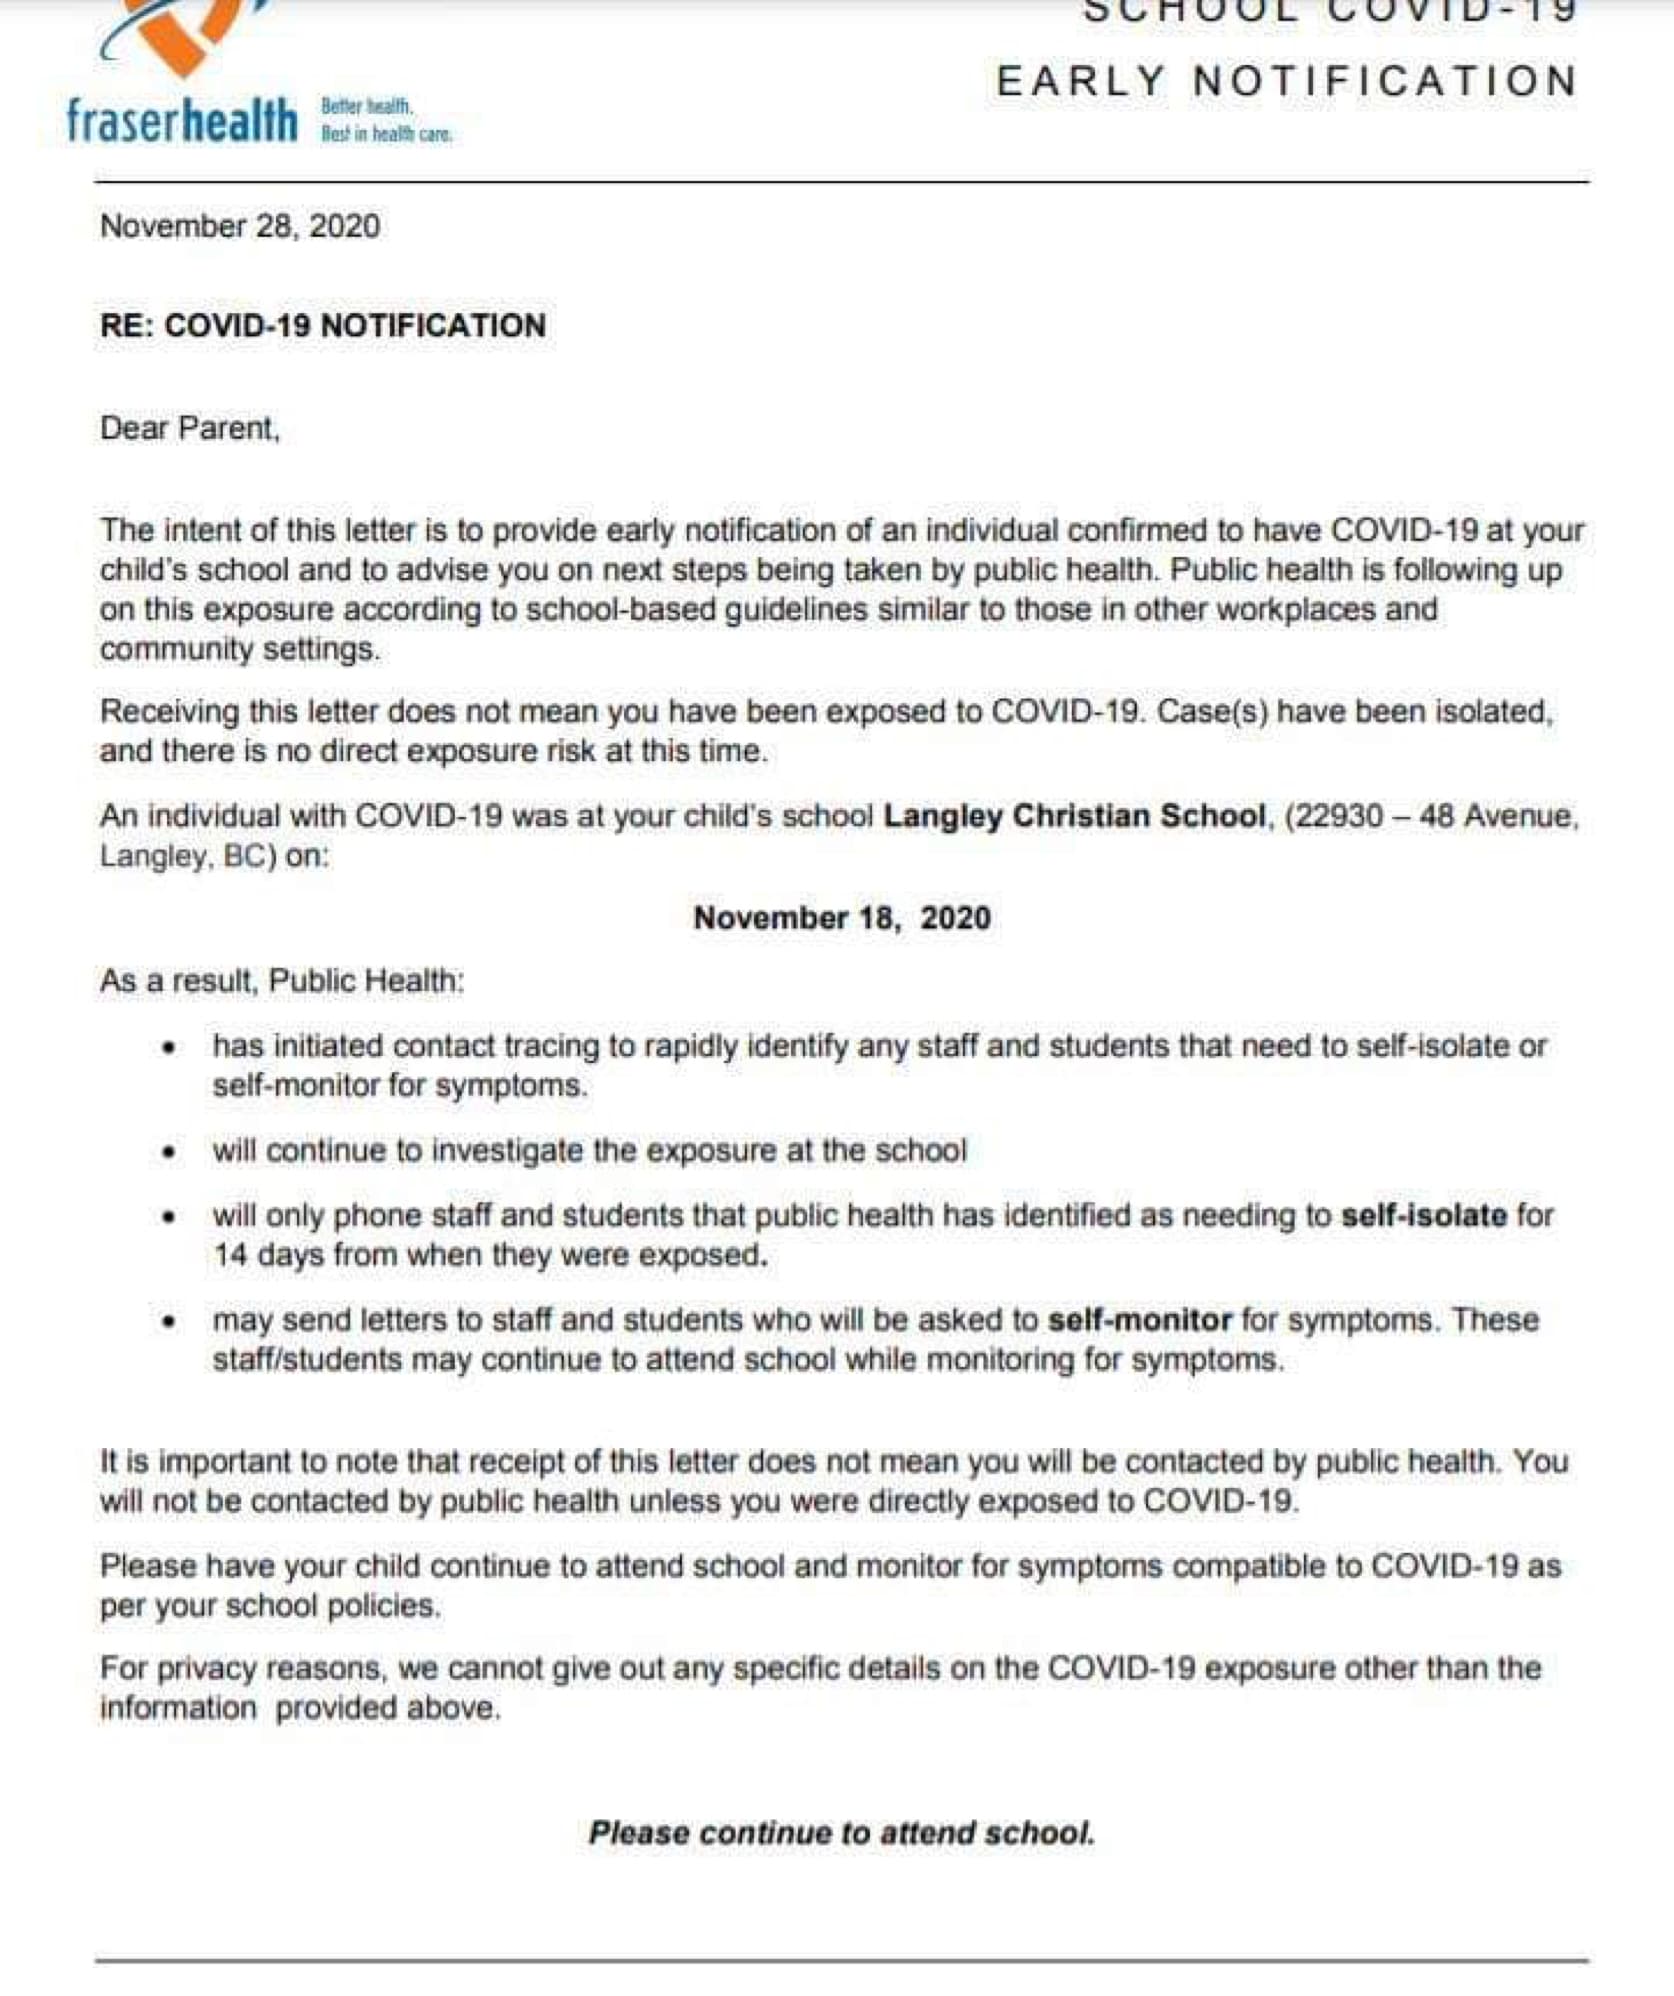 SCHOOL COVID-19
EARLY NOTIFICATION
fraserhealth
Better health.
Best in health care.
November 28, 2020
RE: COVID-19 NOTIFICATION
Dear Parent,
The intent of this letter is to provide early notification of an individual confirmed to have COVID-19 at your
child's school and to advise you on next steps being taken by public health. Public health is following up
on this exposure according to school-based guidelines similar to those in other workplaces and
community settings.
Receiving this letter does not mean you have been exposed to COVID-19. Case(s) have been isolated,
and there is no direct exposure risk at this time.
An individual with COVID-19 was at your child's school Langley Christian School, (22930 – 48 Avenue,
Langley, BC) on:
November 18, 2020
As a result, Public Health:
• has initiated contact tracing to rapidly identify any staff and students that need to self-isolate or
self-monitor for symptoms.
• will continue to investigate the exposure at the school
• will only phone staff and students that public health has identified as needing to self-isolate for
14 days from when they were exposed.
• may send letters to staff and students who will be asked to self-monitor for symptoms. These
staff/students may continue to attend school while monitoring for symptoms.
It is important to note that receipt of this letter does not mean you will be contacted by public health. You
will not be contacted by public health unless you were directly exposed to COVID-19.
Please have your child continue to attend school and monitor for symptoms compatible to COVID-19 as
per your school policies.
For privacy reasons, we cannot give out any specific details on the COVID-19 exposure other than the
information provided above.
Please continue to attend school.